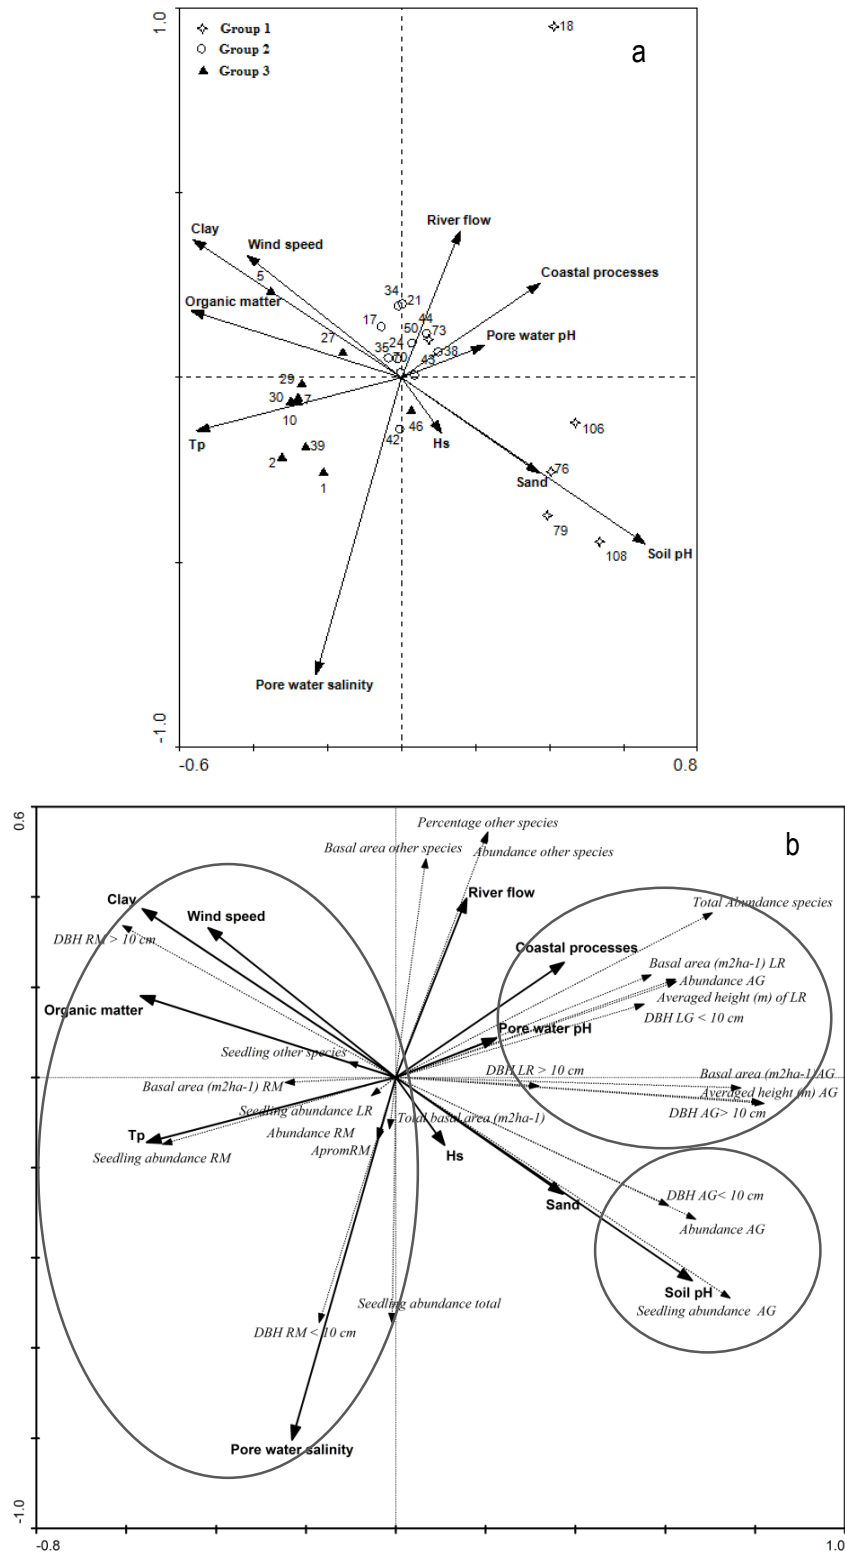 1.0
Group 1
Group 2
Group 3
a
18
River flow
Clay
Wind speed
5
Coastal processes
Organic matter
34
21
17
44
50
73
Pore water pH
27
24
35
38
70
43
29
30
7
10
46
106
Tp
42
Hs
39
2
76
Sand
1
79
108
Soil pH
Pore water salinity
-1.0
-0.6
0.8
0.6
Percentage other species
b
Basal area other species
Abundance other species
River flow
Clay
Wind speed
Total Abundance species
DBH RM > 10 cm
Coastal processes
Basal area (m2ha-1) LR
Abundance AG
Averaged height (m) of LR
Organic matter
DBH LG < 10 cm
Pore water pH
Seedling other species
DBH LR > 10 cm
Basal area (m2ha-1)AG
Basal area (m2ha-1) RM
Averaged height (m) AG
Seedling abundance LR
DBH AG> 10 cm
Total basal area (m2ha-1)
Abundance RM
Tp
ApromRM
Seedling abundance RM
Hs
DBH AG< 10 cm
Sand
Abundance AG
Soil pH
Seedling abundance total
Seedling abundance AG
DBH RM < 10 cm
Pore water salinity
-1.0
-0.8
1.0